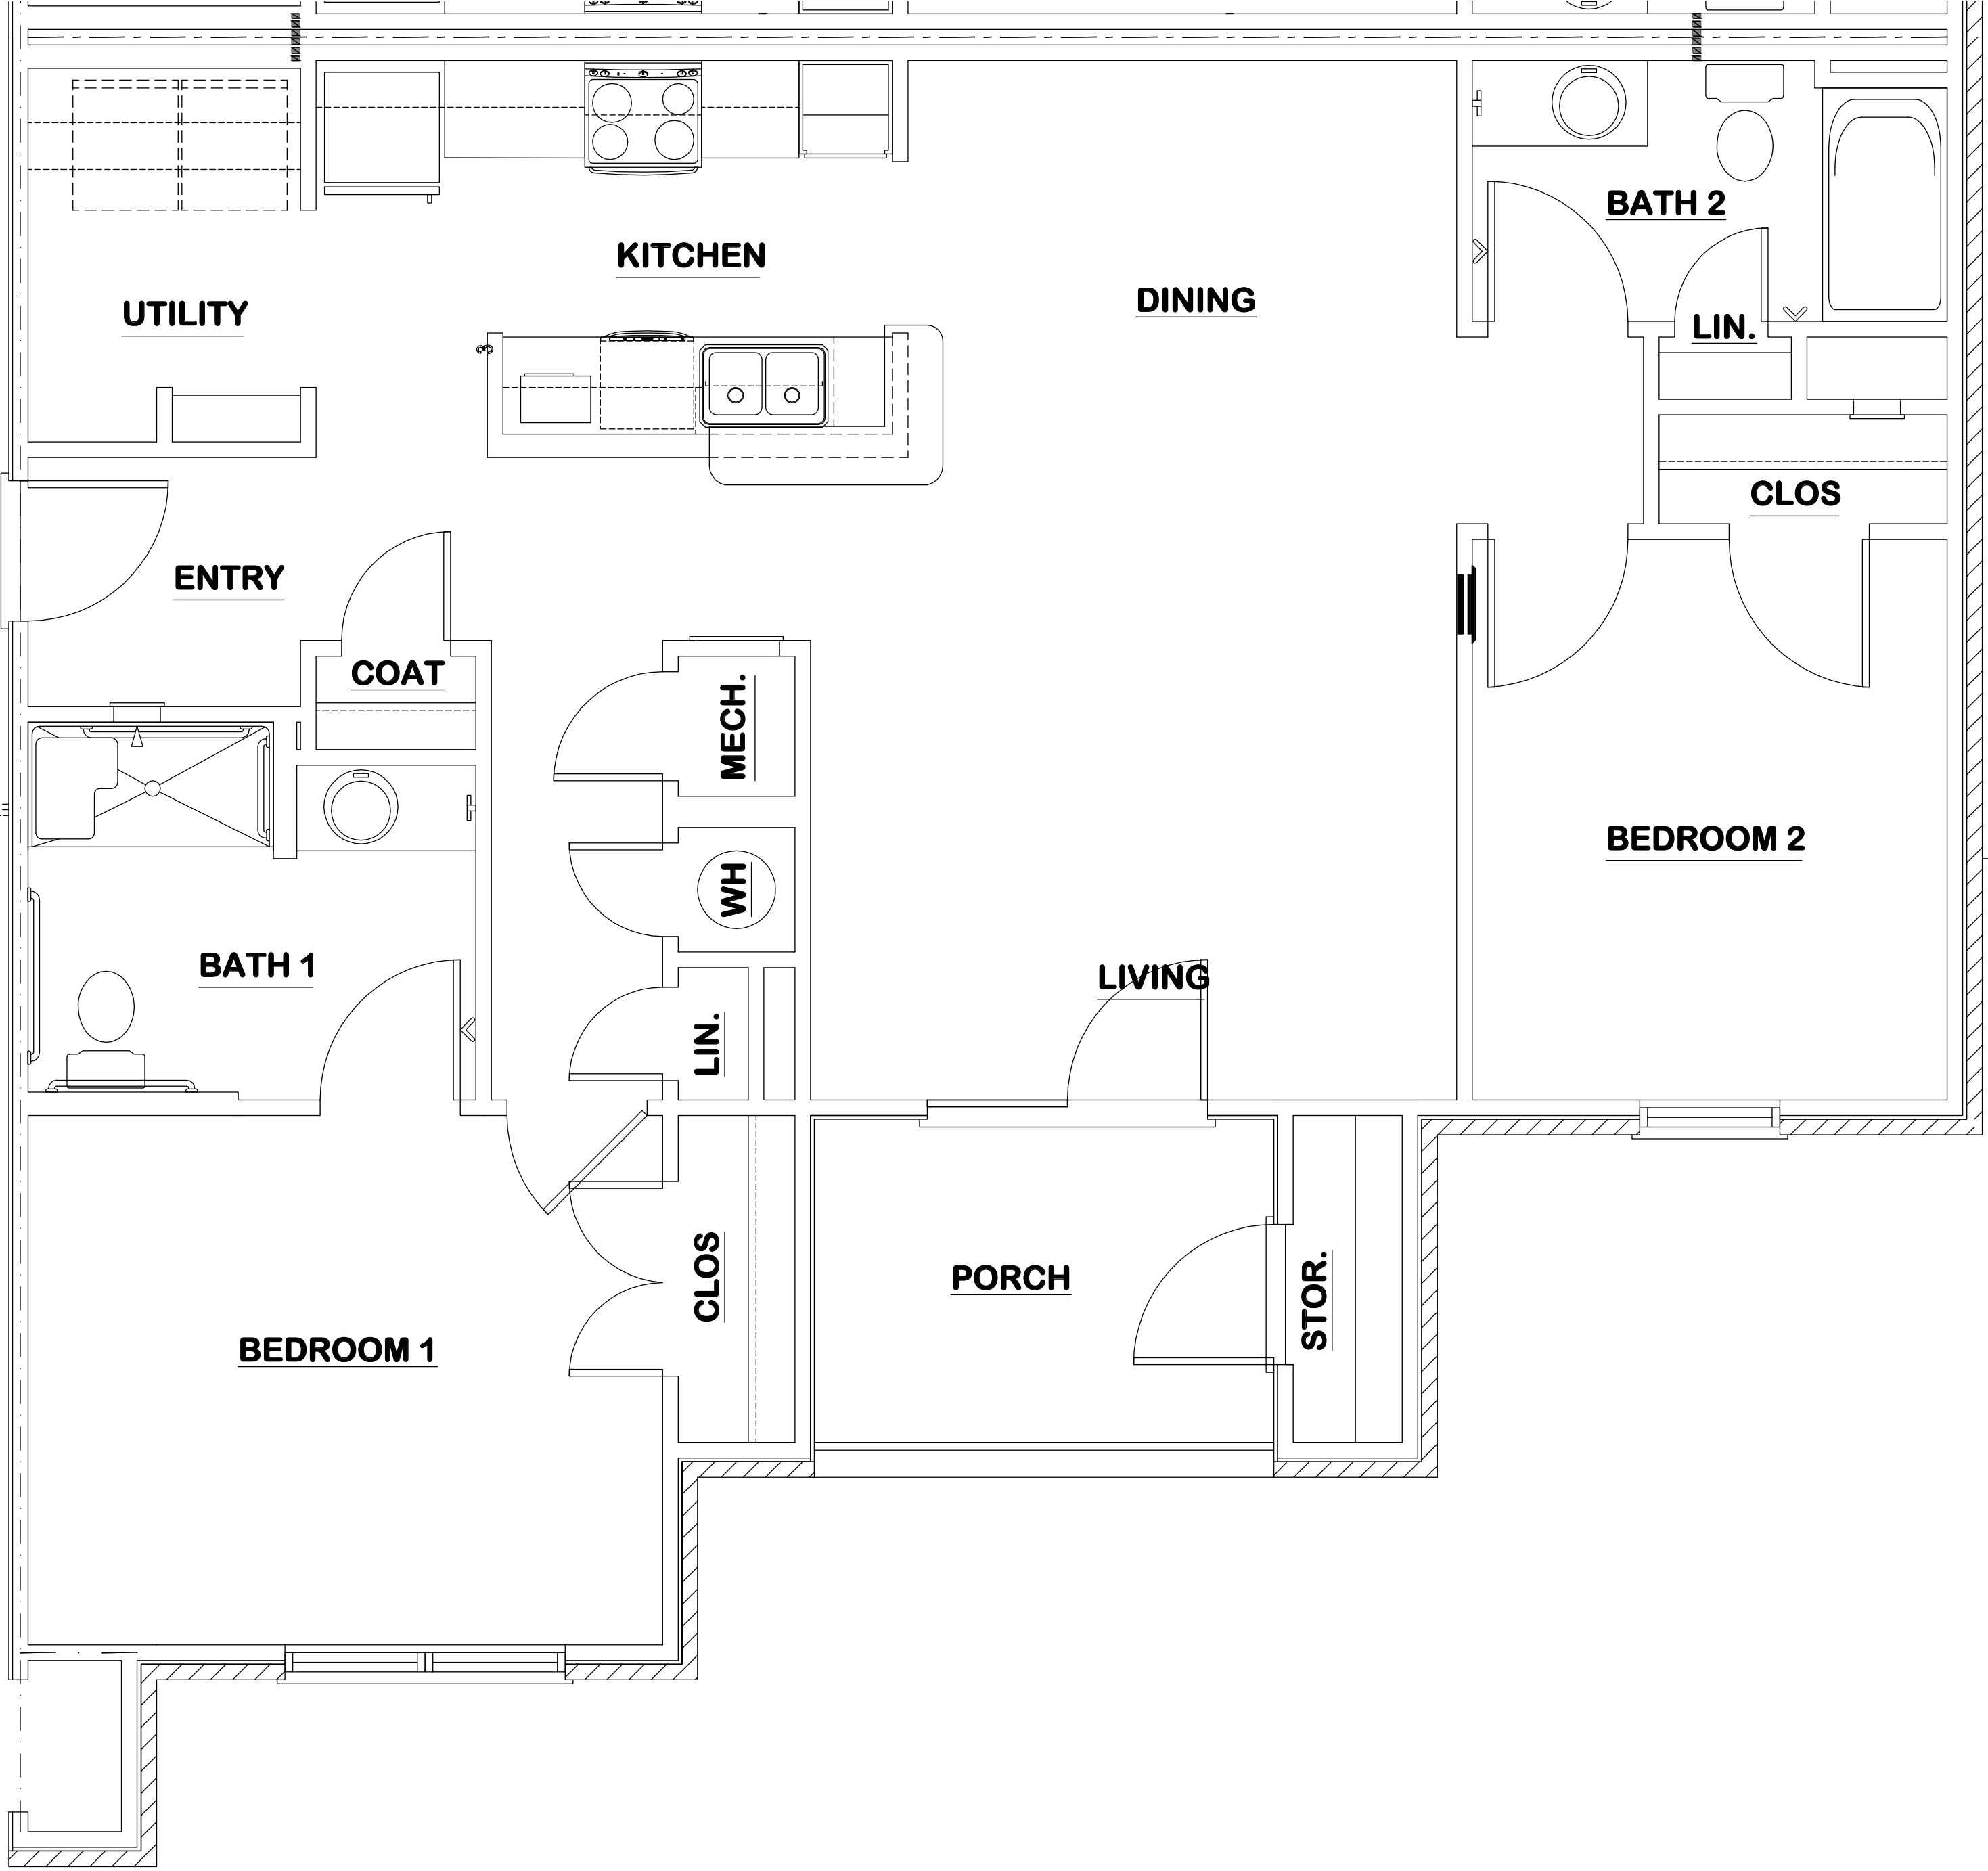 BATH 2
KITCHEN
DINING
UTILITY
LIN.
CLOS
ENTRY
COAT
MECH.
BEDROOM 2
WH
BATH 1
LIVING
LIN.
CLOS
PORCH
STOR.
BEDROOM 1